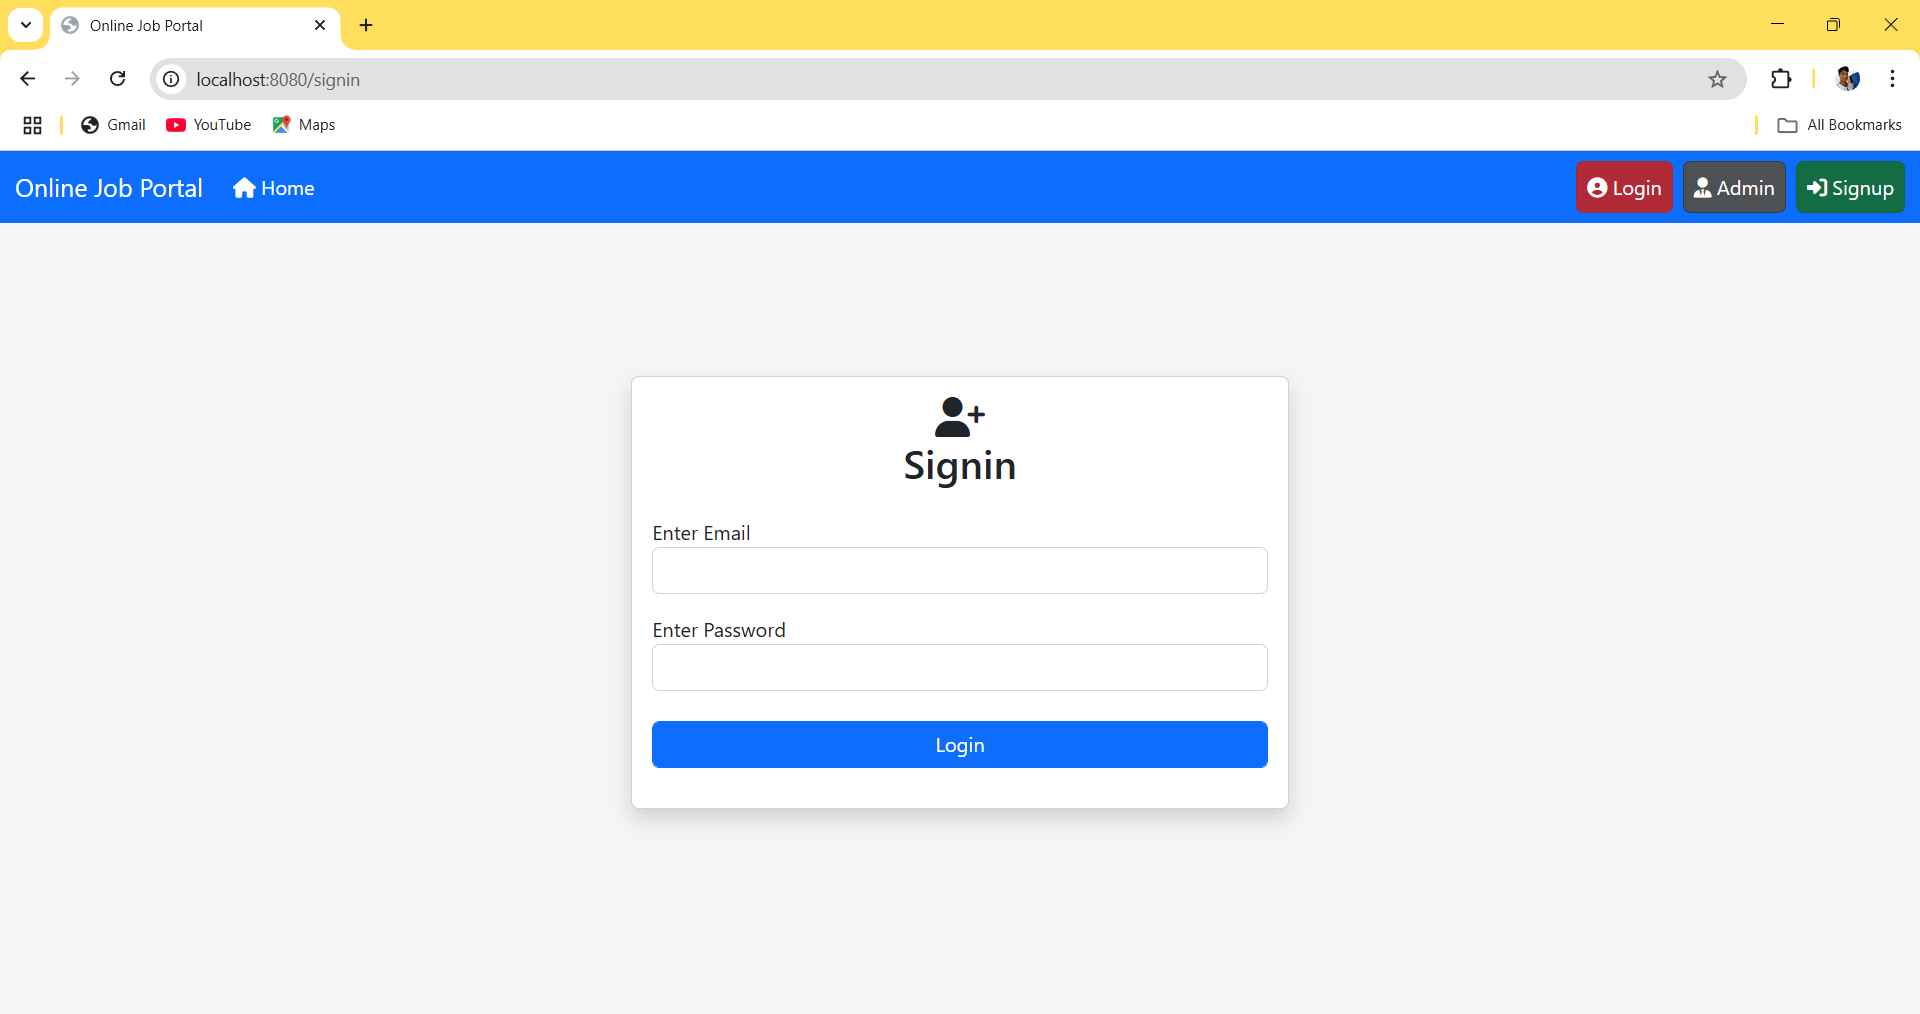 Online Job Portal
localhost:8080/signin
Gmail YouTube Maps All Bookmarks
Online Job Portal Home Login Admin Signup
Signin
Enter Email
Enter Password
Login